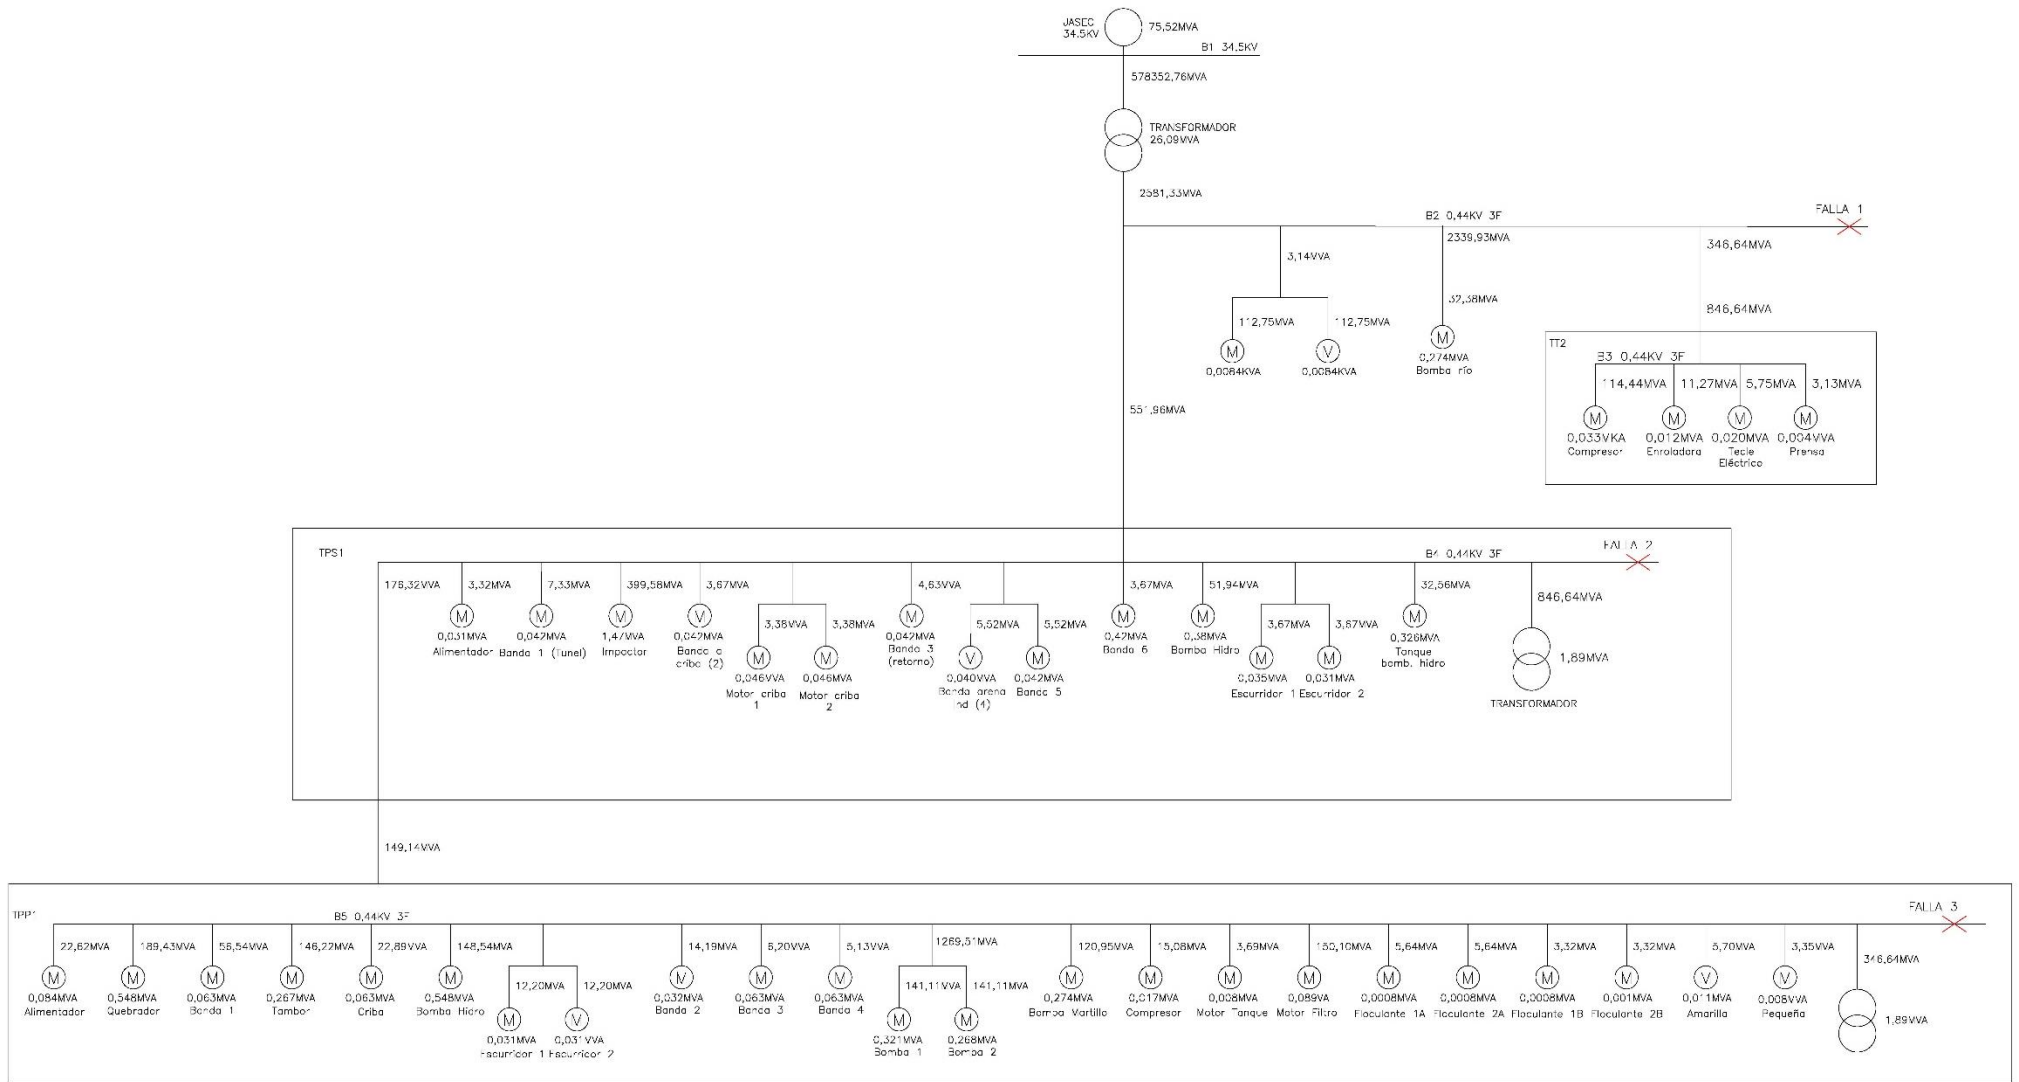 JASEC
34.5KV
75,52MVA
B1 34,5KV
578352,76MVA
TRANSFORMADOR
26,09MVA
2581,33MVA
B2 0,44KV 3F
FALLA 1
3,14VVA
2339,93MVA
346,64MVA
112,75MVA
112,75MVA
32,38MVA
846,64MVA
M
V
M
0,0084KVA
0,0084KVA
0,274MVA
Bomba río
TT2
B3 0,44KV 3F
114,44MVA
11,27MVA
5,75MVA
3,13MVA
M
M
V
M
0,033VKA
0,012MVA
0,020MVA
0,004VVA
Compresor
Enroladora
Tecle
Eléctrico
Prensa
551,96MVA
TPS1
B4 0,44KV 3F
FALLA 2
176,32VVA
3,32MVA
7,33MVA
399,58MVA
3,67MVA
4,63VVA
3,67MVA
51,94MVA
32,56MVA
846,64MVA
M
M
M
V
M
M
M
M
0,031MVA
Alimentador
0,042MVA
Banda 1 (Tunel)
1,47MVA
Impactor
0,042MVA
Banda a
criba (2)
3,38VVA
3,38MVA
M
M
0,046VVA
Motor criba
1
0,046MVA
Motor criba
2
0,042MVA
Banda 3
(retorno)
5,52MVA
5,52MVA
V
M
0,040VVA
Banda arena
0,042MVA
Banda 5
0,42MVA
Banda 6
0,38MVA
Bomba Hidro
3,67MVA
3,67VVA
M
M
0,035MVA
Escurridor 1
0,031MVA
Escurridor 2
0,326MVA
Tanque
bomb. hidro
1,89MVA
TRANSFORMADOR
149,14VVA
TPP1
B5 0,44KV 3F
FALLA 3
22,62MVA
189,43MVA
56,54MVA
146,22MVA
22,89VVA
148,54MVA
14,19MVA
6,20VVA
5,13VVA
1269,51MVA
120,95MVA
15,08MVA
3,69MVA
150,10MVA
5,64MVA
5,64MVA
3,32MVA
3,32MVA
5,70MVA
3,35VVA
346,64MVA
M
M
M
M
M
M
V
M
V
M
M
M
M
M
M
M
V
V
V
0,084MVA
Alimentador
0,548MVA
Quebrador
0,063MVA
Banda 1
0,267MVA
Tambor
0,063MVA
Criba
0,548MVA
Bomba Hidro
12,20MVA
12,20MVA
M
V
0,031MVA
Escurridor 1
0,031VVA
Escurridor 2
0,032MVA
Banda 2
0,063MVA
Banda 3
0,063MVA
Banda 4
141,11VVA
141,11MVA
M
M
0,321MVA
Bomba 1
0,268MVA
Bomba 2
0,274MVA
Bomba Martillo
0,017MVA
Compresor
0,008MVA
Motor Tanque
0,089VA
Motor Filtro
0,0008MVA
Floculante 1A
0,0008MVA
Floculante 2A
0,0008MVA
Floculante 1B
0,001MVA
Floculante 2B
0,011MVA
Amarilla
0,008VVA
Pequeña
1,89VVA